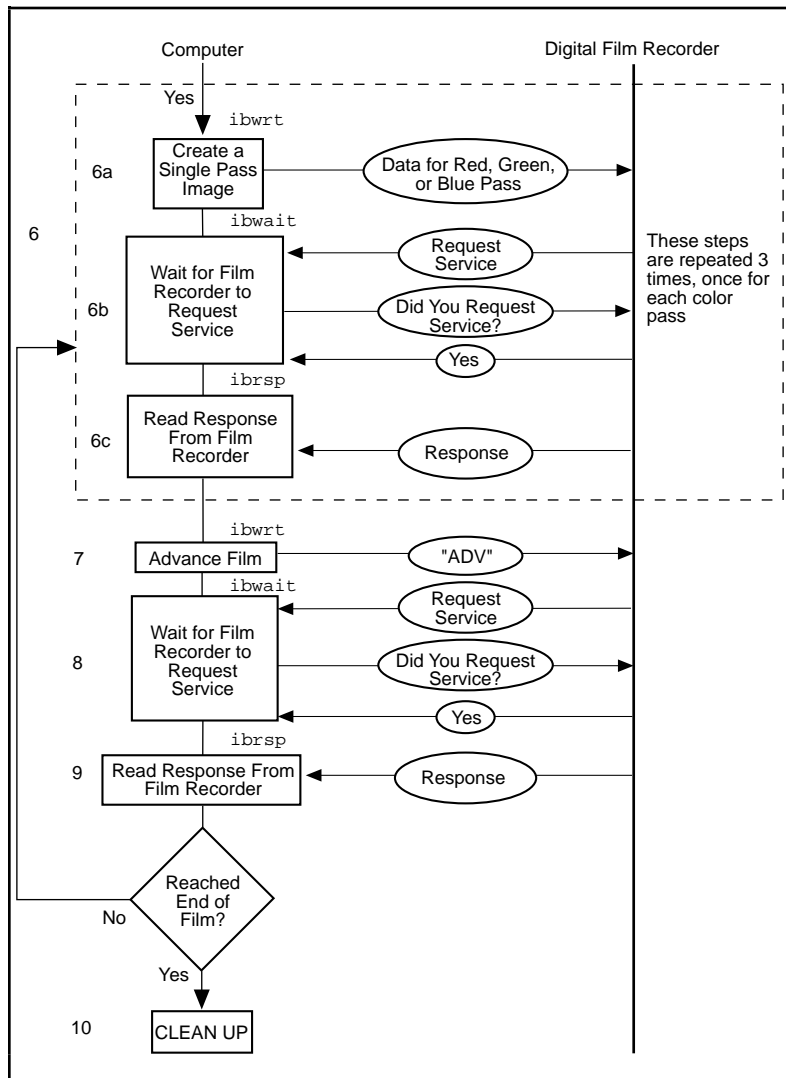 Computer
Digital Film Recorder
Yes
ibwrt
6a
Create a
Single Pass
Image
Data for Red, Green,
or Blue Pass
ibwait
6
6b
Wait for Film
Recorder to
Request
Service
Request
Service
Did You Request
Service?
Yes
These steps
are repeated 3
times, once for
each color
pass
ibrsp
6c
Read Response
From Film
Recorder
Response
ibwrt
7
Advance Film
"ADV"
ibwait
8
Wait for Film
Recorder to
Request
Service
Request
Service
Did You Request
Service?
Yes
ibrsp
9
Read Response From
Film Recorder
Response
Reached
End of
Film?
No
Yes
10
CLEAN UP